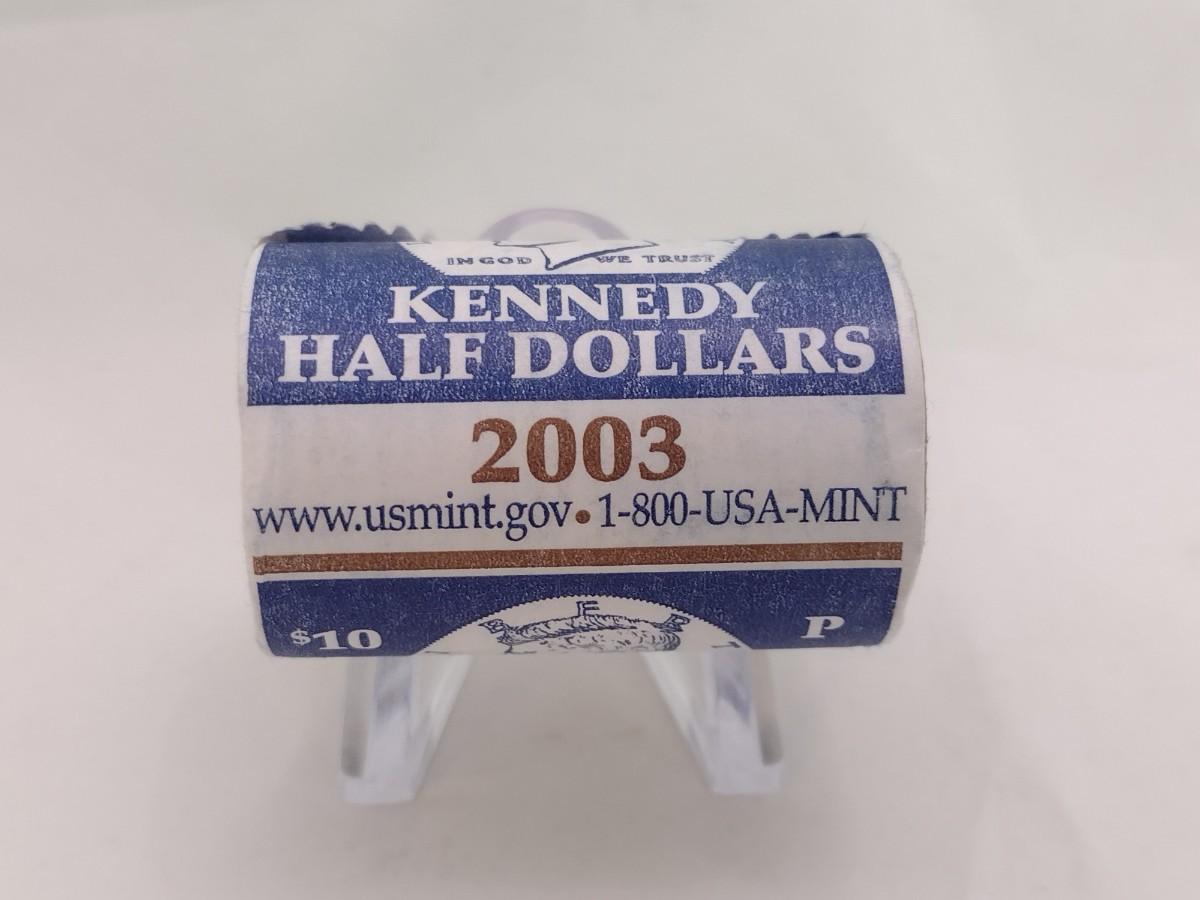 IN GOD WE TRUST
KENNEDY
HALF DOLLARS
2003
www.usmint.gov • 1-800-USA-MINT
$10
P